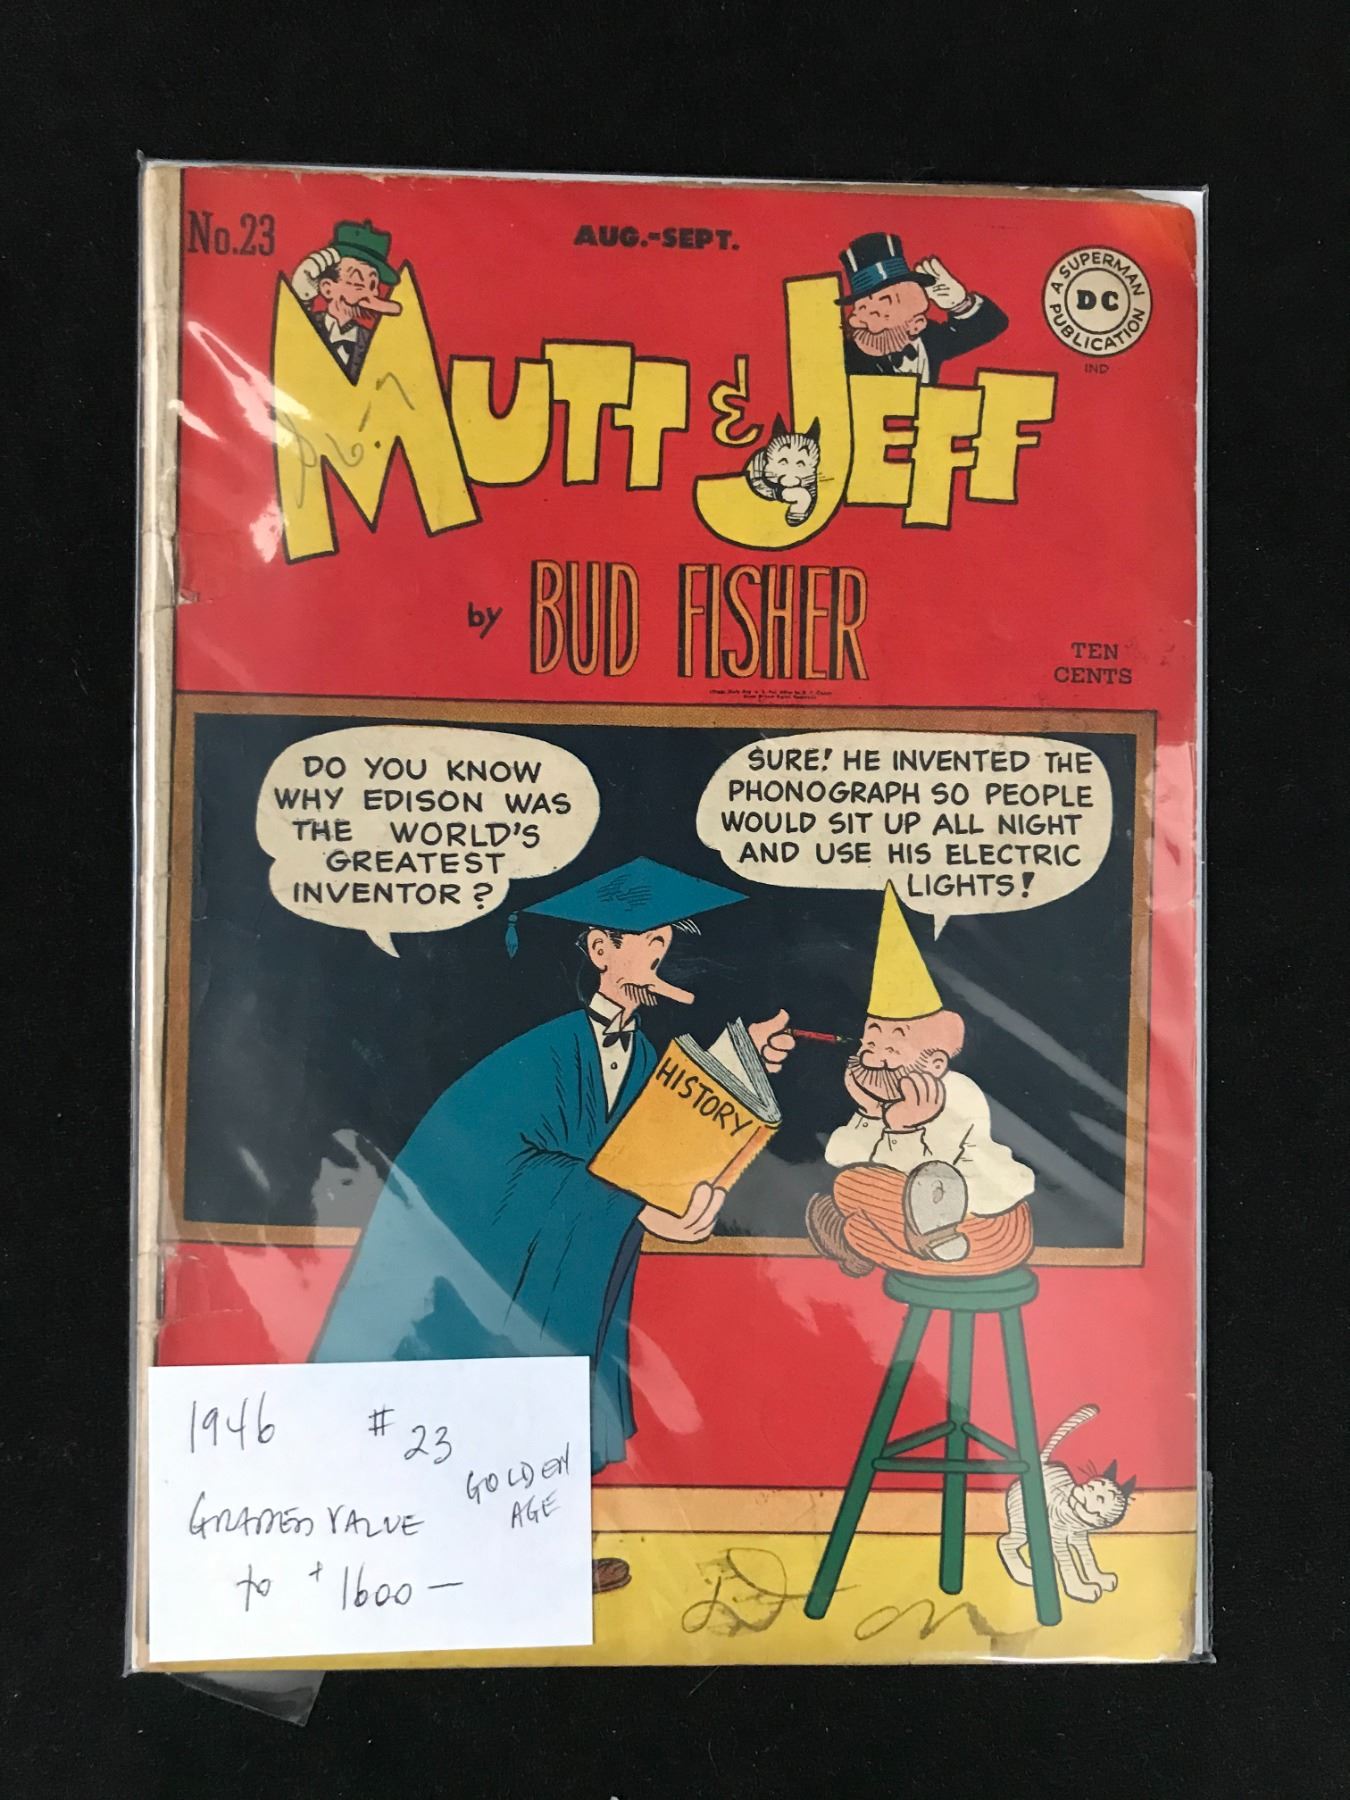 No.23
AUG.-SEPT.
A SUPERMAN
DC
PUBLICATION
IND
MUTT & JEFF
by BUD FISHER
TEN
CENTS
DO YOU KNOW
WHY EDISON WAS
THE WORLD'S
GREATEST
INVENTOR?
SURE! HE INVENTED THE
PHONOGRAPH SO PEOPLE
WOULD SIT UP ALL NIGHT
AND USE HIS ELECTRIC
LIGHTS!
HISTORY
1946 # 23
GOLDEN
AGE
GRADED VALUE
to + 1600 —